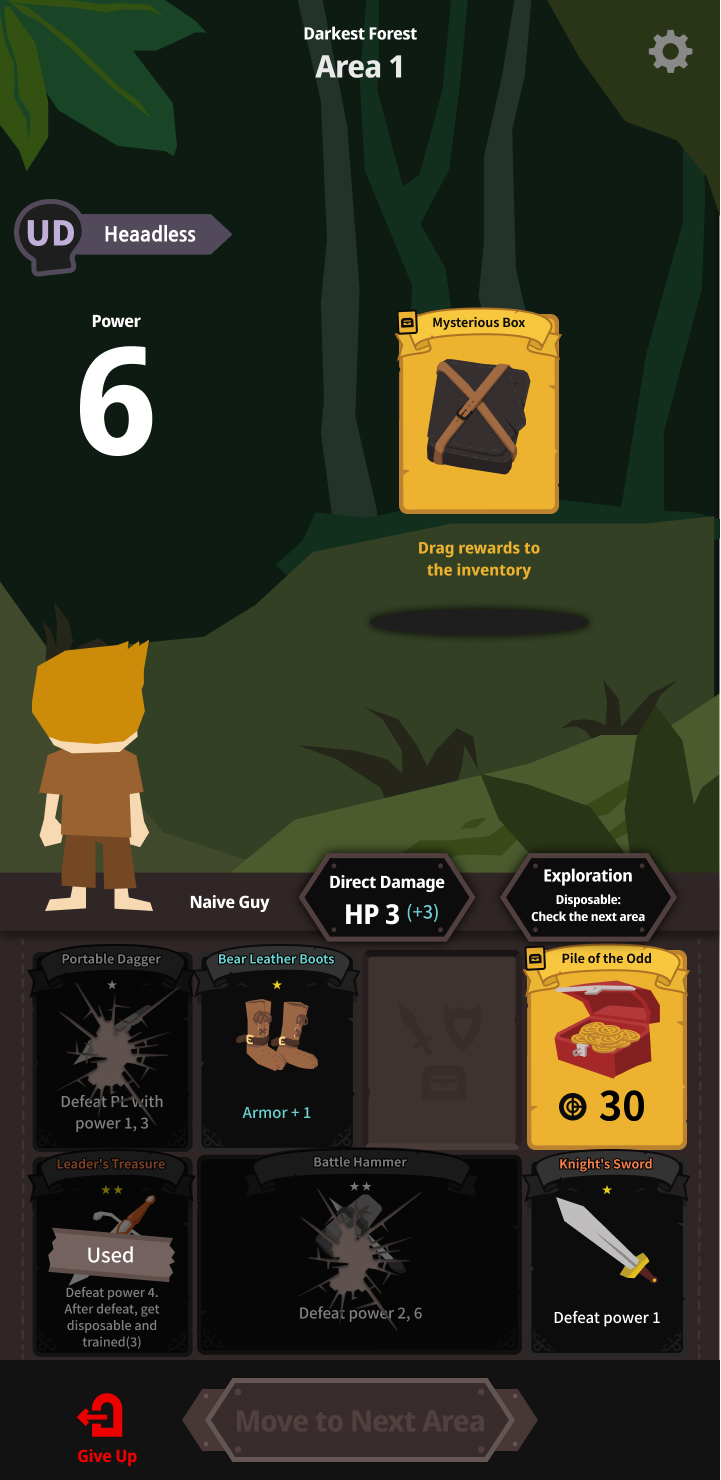 Darkest Forest
Area 1
UD
Heaadless
Power
6
Mysterious Box
Drag rewards to
the inventory
Naive Guy
Direct Damage
HP 3 (+3)
Exploration
Disposable:
Check the next area
Portable Dagger
Defeat PL with
power 1, 3
Bear Leather Boots
Armor + 1
Pile of the Odd
30
Leader's Treasure
Used
Defeat power 4.
After defeat, get
disposable and
trained(3)
Battle Hammer
Defeat power 2, 6
Knight's Sword
Defeat power 1
Give Up
Move to Next Area